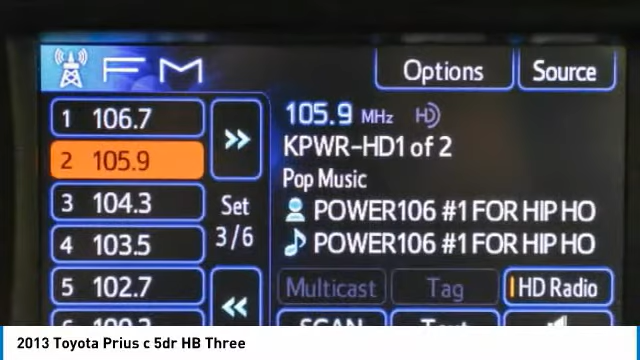 FM
Options
Source
1 106.7
2 105.9
3 104.3
4 103.5
5 102.7
>>
Set
3/6
<<
105.9 MHz HD
KPWR-HD1 of 2
Pop Music
POWER106 #1 FOR HIP HO
POWER106 #1 FOR HIP HO
Multicast
Tag
HD Radio
SCAN
2013 Toyota Prius c 5dr HB Three